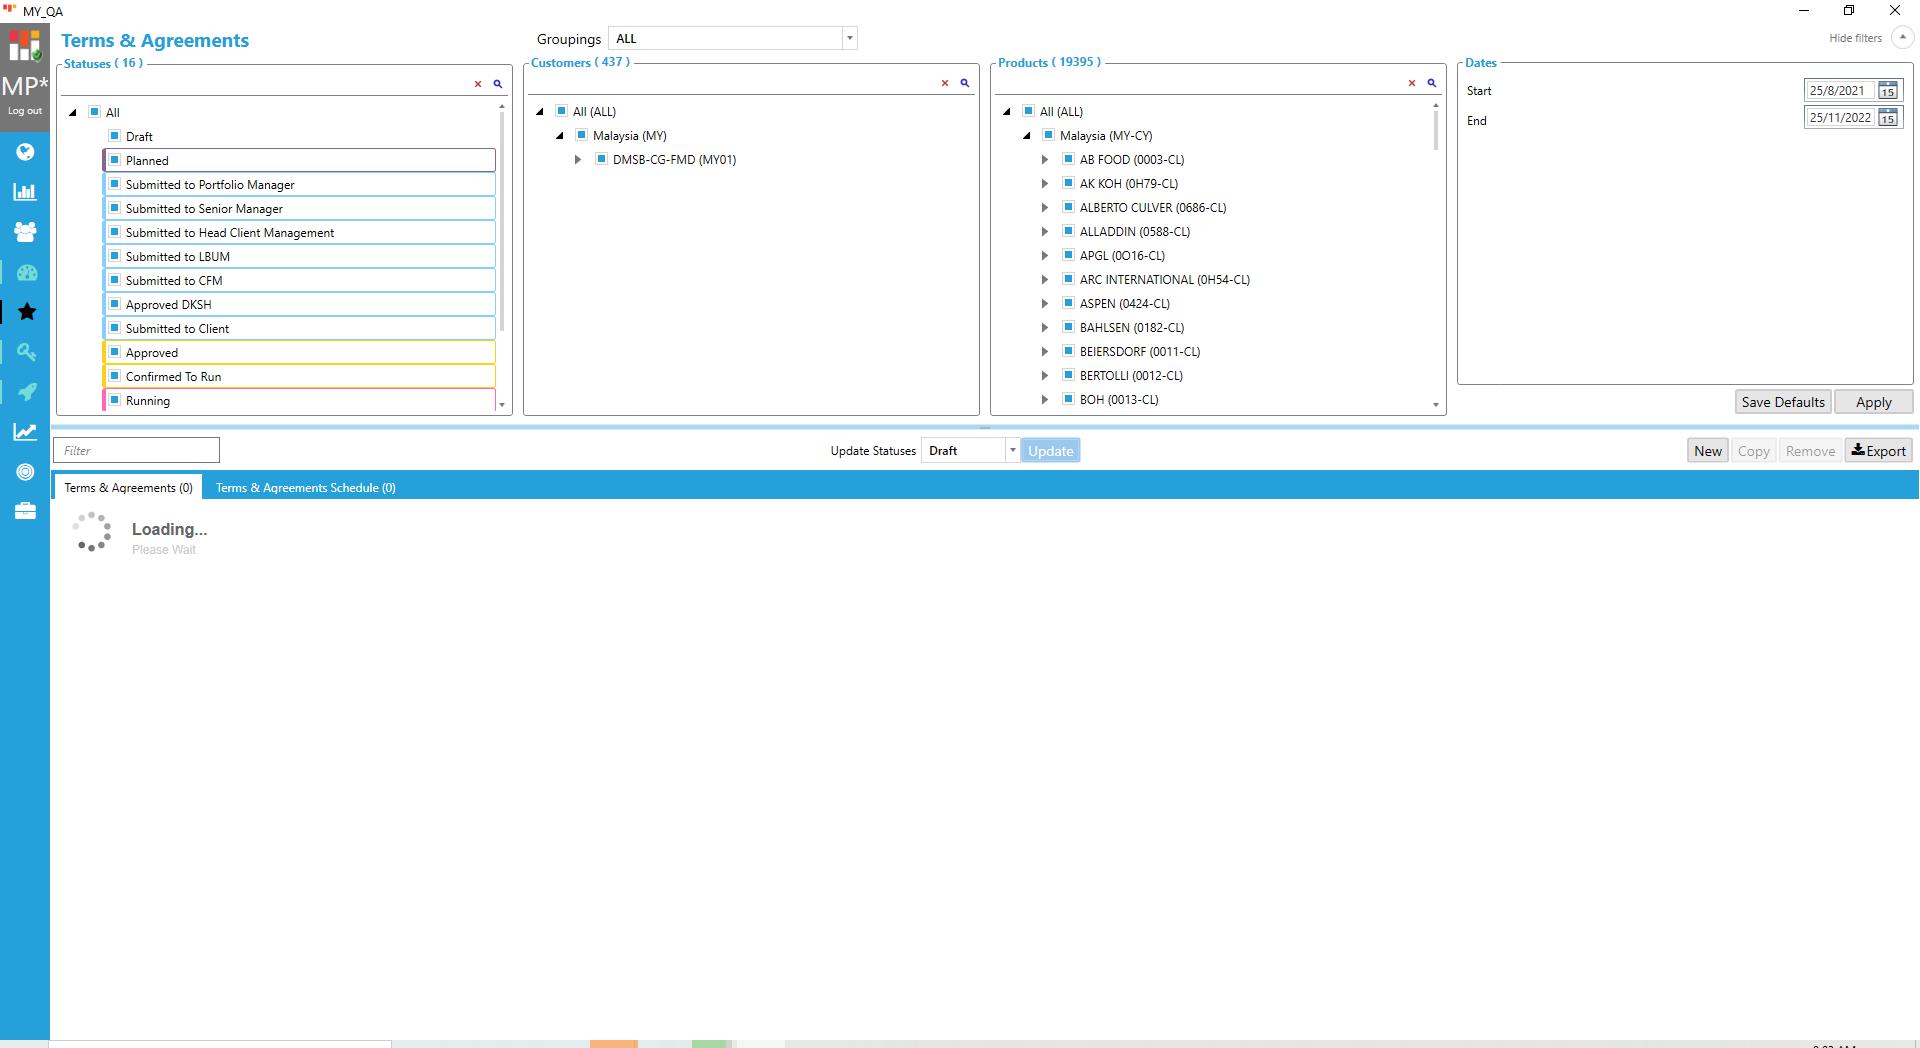 MY_QA
MP*
Log out
Terms & Agreements
Groupings ALL
Hide filters
Statuses ( 16 )
All
Draft
Planned
Submitted to Portfolio Manager
Submitted to Senior Manager
Submitted to Head Client Management
Submitted to LBUM
Submitted to CFM
Approved DKSH
Submitted to Client
Approved
Confirmed To Run
Running
Customers ( 437 )
All (ALL)
Malaysia (MY)
DMSB-CG-FMD (MY01)
Products ( 19395 )
All (ALL)
Malaysia (MY-CY)
AB FOOD (0003-CL)
AK KOH (0H79-CL)
ALBERTO CULVER (0686-CL)
ALLADDIN (0588-CL)
APGL (0O16-CL)
ARC INTERNATIONAL (0H54-CL)
ASPEN (0424-CL)
BAHLSEN (0182-CL)
BEIERSDORF (0011-CL)
BERTOLLI (0012-CL)
BOH (0013-CL)
Dates
Start 25/8/2021 15
End 25/11/2022 15
Save Defaults Apply
Filter
Update Statuses Draft Update
New Copy Remove Export
Terms & Agreements (0) Terms & Agreements Schedule (0)
Loading...
Please Wait